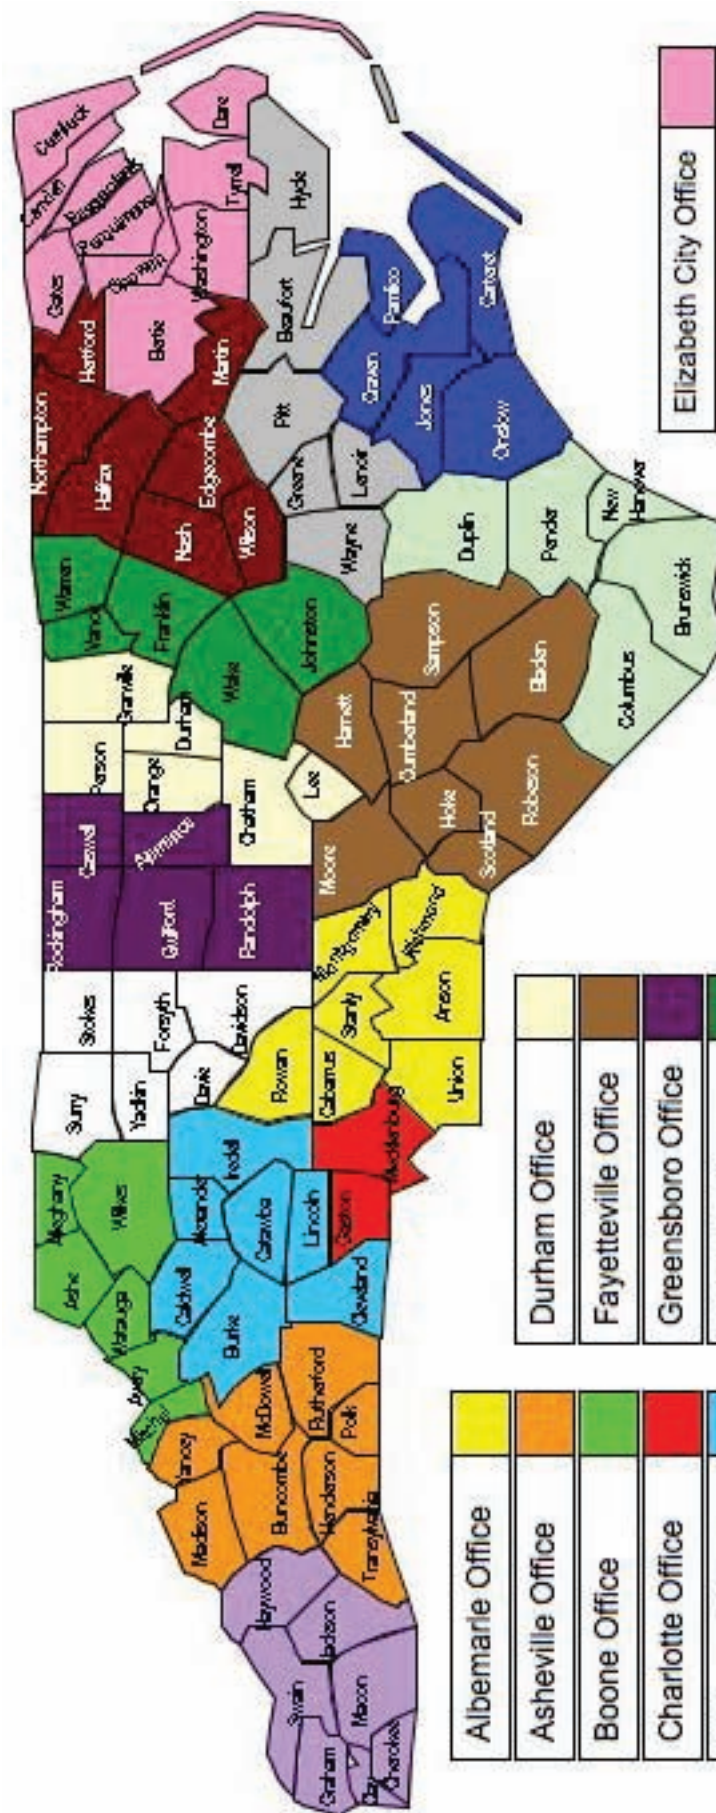 Currituck
Camden
Pasquotank
Perquimans
Gates
Chowan
Hertford
Northampton
Bertie
Washington
Tyrrell
Dare
Halifax
Martin
Hyde
Beaufort
Edgecombe
Nash
Wilson
Pitt
Greene
Lenoir
Wayne
Pamlico
Craven
Jones
Carteret
Onslow
Warren
Vance
Franklin
Wake
Johnston
Duplin
Pender
New
Hanover
Brunswick
Columbus
Sampson
Bladen
Harnett
Cumberland
Hoke
Robeson
Scotland
Moore
Granville
Person
Durham
Orange
Chatham
Lee
Caswell
Alamance
Rockingham
Guilford
Randolph
Montgomery
Richmond
Stanly
Anson
Rowan
Cabarrus
Union
Stokes
Forsyth
Davidson
Surry
Yadkin
Davie
Mecklenburg
Gaston
Iredell
Alexander
Catawba
Lincoln
Caldwell
Burke
Cleveland
Alleghany
Wilkes
Ashe
Watauga
Avery
Mitchell
Yancey
McDowell
Rutherford
Polk
Madison
Buncombe
Henderson
Transylvania
Haywood
Jackson
Swain
Macon
Graham
Clay
Cherokee
Albemarle Office
Asheville Office
Boone Office
Charlotte Office
Durham Office
Fayetteville Office
Greensboro Office
Elizabeth City Office